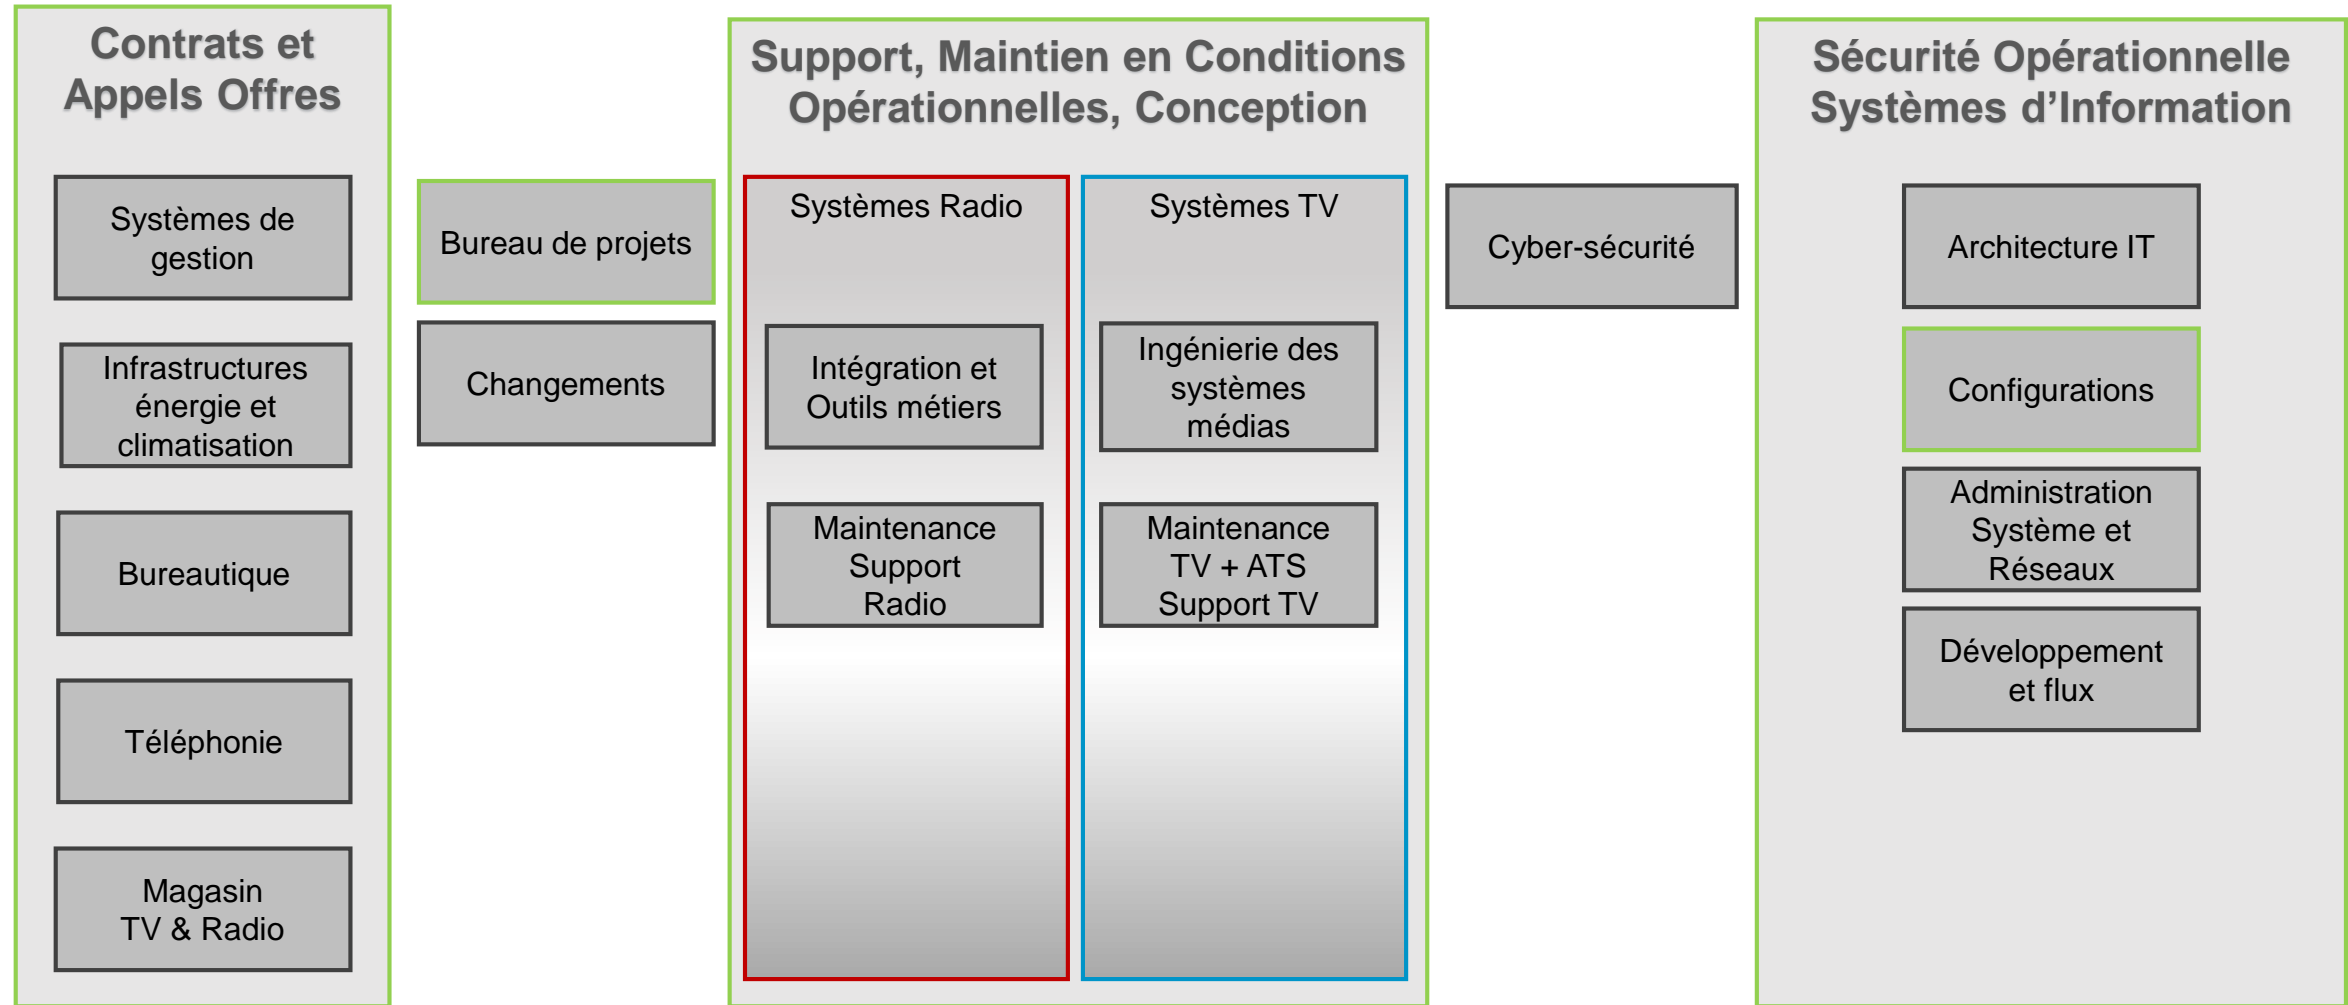 Contrats et
Appels Offres
Systèmes de
gestion
Infrastructures
énergie et
climatisation
Bureautique
Téléphonie
Magasin
TV & Radio
Bureau de projets
Changements
Support, Maintien en Conditions
Opérationnelles, Conception
Systèmes Radio
Intégration et
Outils métiers
Maintenance
Support
Radio
Systèmes TV
Ingénierie des
systèmes
médias
Maintenance
TV + ATS
Support TV
Cyber-sécurité
Sécurité Opérationnelle
Systèmes d’Information
Architecture IT
Configurations
Administration
Système et
Réseaux
Développement
et flux